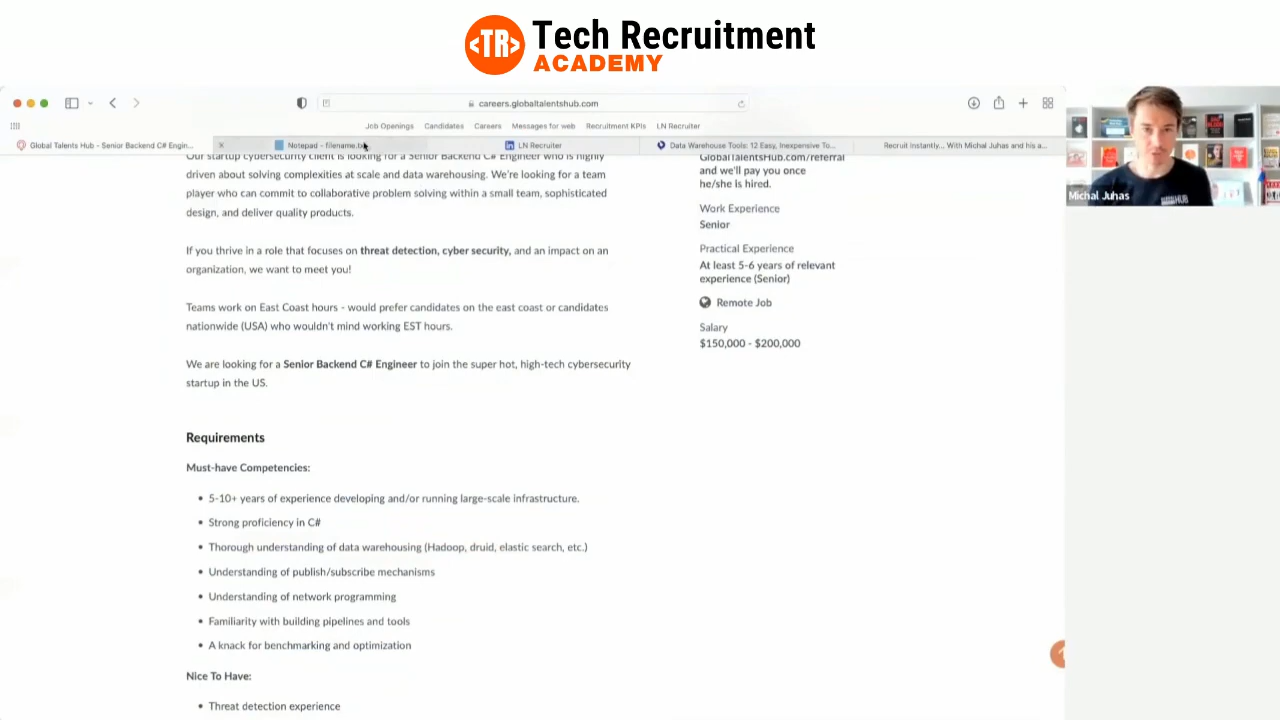 <TR> Tech Recruitment
ACADEMY
careers.globaltalentshub.com
Job Openings Candidates Careers Messages for web Recruitment KPIs LN Recruiter
Global Talents Hub - Senior Backend C# Engin... Notepad - filename.txt LN Recruiter Data Warehouse Tools: 12 Easy, Inexpensive To... Recruit Instantly... With Michal Juhas and his a...
Our startup cybersecurity client is looking for a Senior Backend C# Engineer who is highly
driven about solving complexities at scale and data warehousing. We're looking for a team
player who can commit to collaborative problem solving within a small team, sophisticated
design, and deliver quality products.
If you thrive in a role that focuses on threat detection, cyber security, and an impact on an
organization, we want to meet you!
Teams work on East Coast hours - would prefer candidates on the east coast or candidates
nationwide (USA) who wouldn't mind working EST hours.
We are looking for a Senior Backend C# Engineer to join the super hot, high-tech cybersecurity
startup in the US.
Requirements
Must-have Competencies:
• 5-10+ years of experience developing and/or running large-scale infrastructure.
• Strong proficiency in C#
• Thorough understanding of data warehousing (Hadoop, druid, elastic search, etc.)
• Understanding of publish/subscribe mechanisms
• Understanding of network programming
• Familiarity with building pipelines and tools
• A knack for benchmarking and optimization
Nice To Have:
• Threat detection experience
GlobalTalentsHub.com/referral
and we'll pay you once
he/she is hired.
Work Experience
Senior
Practical Experience
At least 5-6 years of relevant
experience (Senior)
Remote Job
Salary
$150,000 - $200,000
Michal Juhas